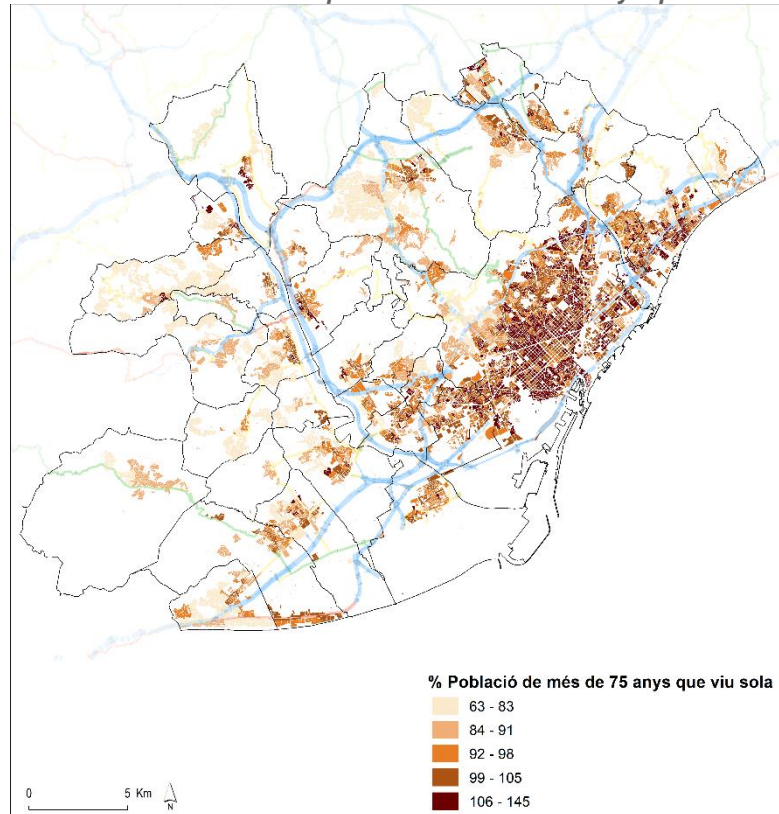 % Població de més de 75 anys que viu sola
63 - 83
84 - 91
92 - 98
99 - 105
106 - 145
0 5 Km
N